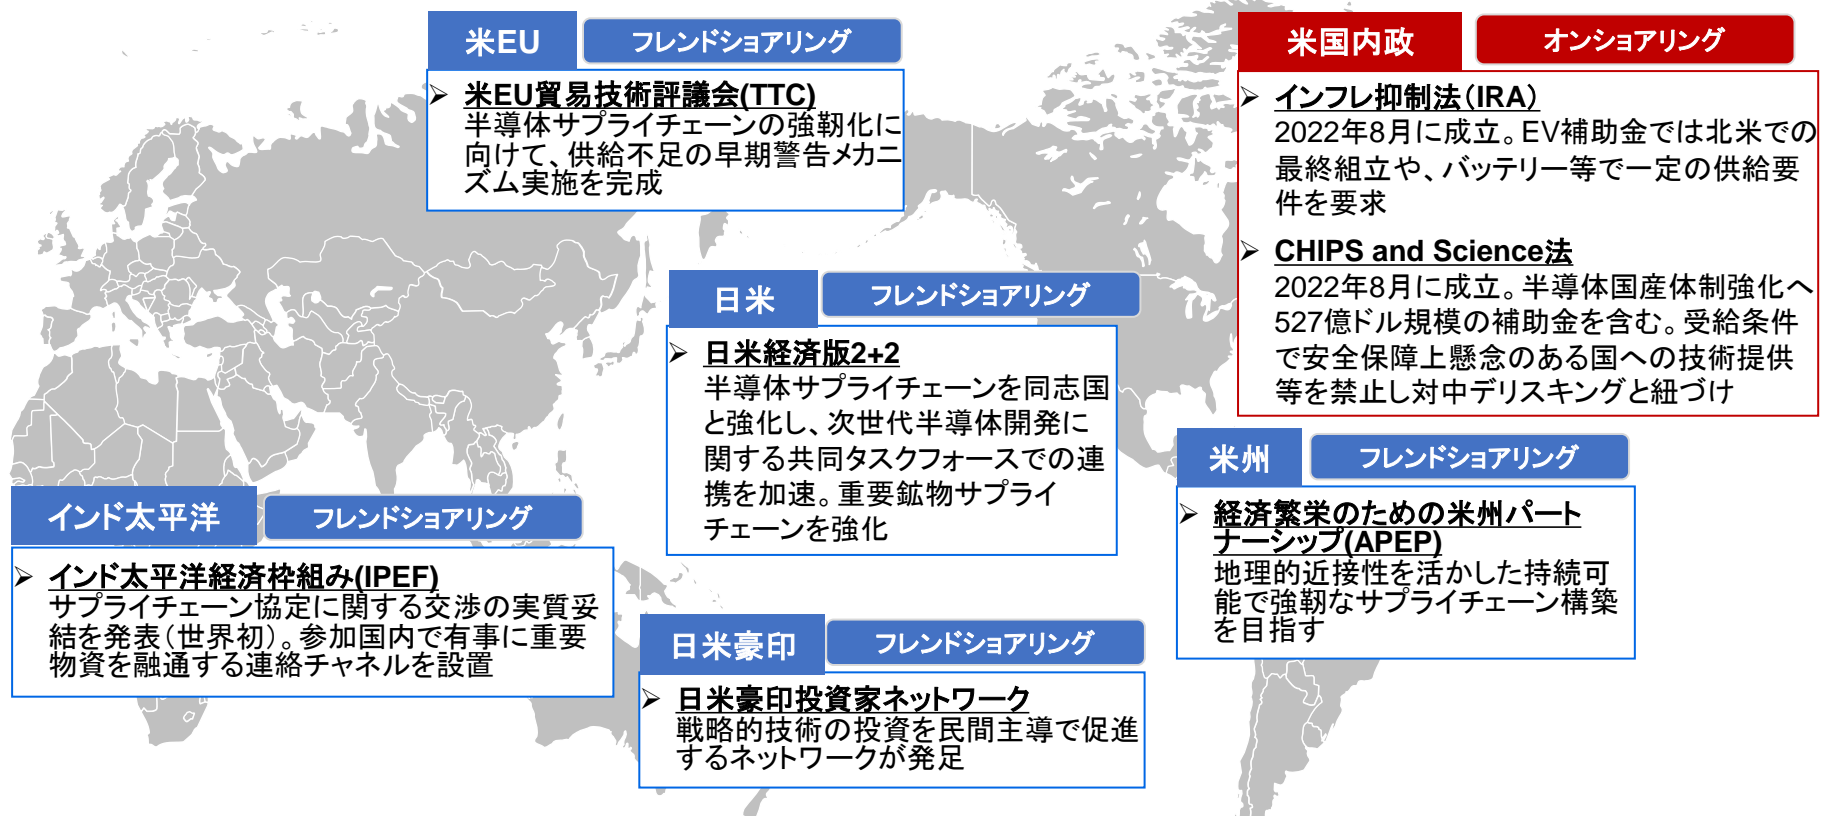 米EU
フレンドショアリング
➢ 米EU貿易技術評議会(TTC)
半導体サプライチェーンの強靭化に
向けて、供給不足の早期警告メカニ
ズム実施を完成
米国内政
オンショアリング
➢ インフレ抑制法（IRA）
2022年8月に成立。EV補助金では北米での
最終組立や、バッテリー等で一定の供給要
件を要求
➢ CHIPS and Science法
2022年8月に成立。半導体国産体制強化へ
527億ドル規模の補助金を含む。受給条件
で安全保障上懸念のある国への技術提供
等を禁止し対中デリスキングと紐づけ
日米
フレンドショアリング
➢ 日米経済版2+2
半導体サプライチェーンを同志国
と強化し、次世代半導体開発に
関する共同タスクフォースでの連
携を加速。重要鉱物サプライ
チェーンを強化
米州
フレンドショアリング
➢ 経済繁栄のための米州パート
ナーシップ(APEP)
地理的近接性を活かした持続可
能で強靭なサプライチェーン構築
を目指す
インド太平洋
フレンドショアリング
➢ インド太平洋経済枠組み(IPEF)
サプライチェーン協定に関する交渉の実質妥
結を発表（世界初）。参加国内で有事に重要
物資を融通する連絡チャネルを設置
日米豪印
フレンドショアリング
➢ 日米豪印投資家ネットワーク
戦略的技術の投資を民間主導で促進
するネットワークが発足